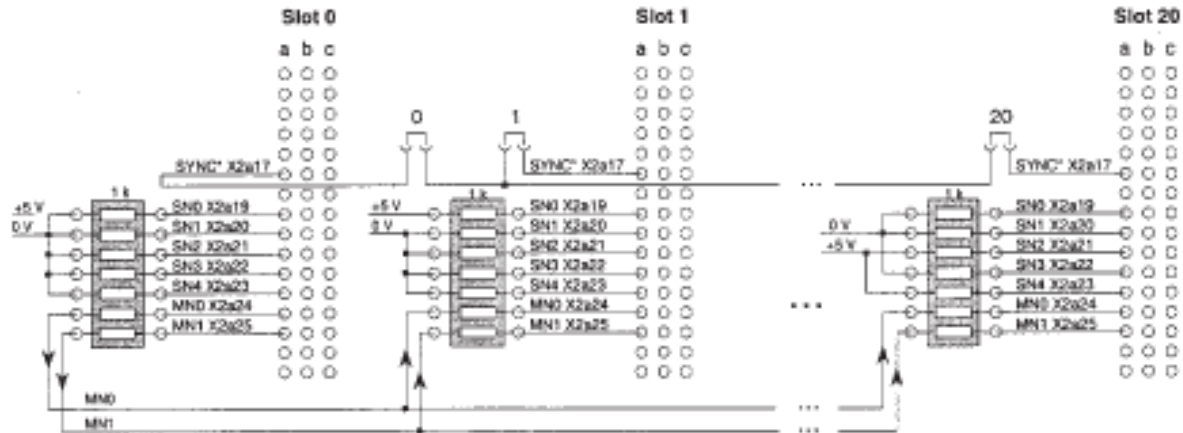 Slot 0 Slot 1 Slot 20
a b c a b c a b c
0 1 20
SYNC* X2a17 SYNC* X2a17 SYNC* X2a17
1 k 1 k 1 k
+5 V SN0 X2a19 +5 V SN0 X2a19 SN0 X2a19
0 V SN1 X2a20 0 V SN1 X2a20 0 V SN1 X2a20
SN2 X2a21 SN2 X2a21 +5 V SN2 X2a21
SN3 X2a22 SN3 X2a22 SN3 X2a22
SN4 X2a23 SN4 X2a23 SN4 X2a23
MN0 X2a24 MN0 X2a24 MN0 X2a24
MN1 X2a25 MN1 X2a25 MN1 X2a25
MN0
MN1